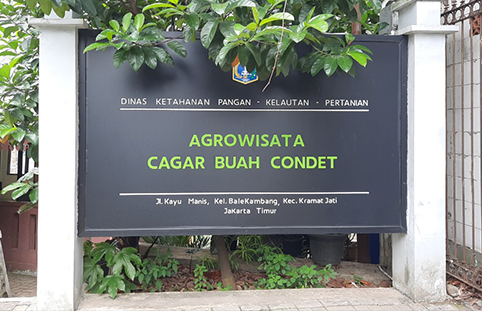 DINAS KETAHANAN PANGAN - KELAUTAN - PERTANIAN
AGROWISATA
CAGAR BUAH CONDET
Jl. Kayu Manis, Kel. BaleKambang, Kec. Kramat Jati
Jakarta Timur